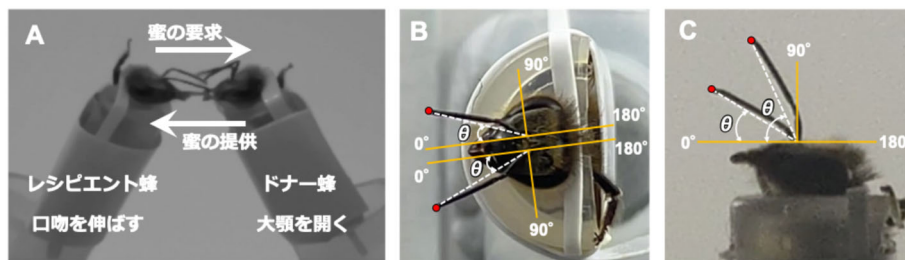 A
蜜の要求
蜜の提供
レシピエント蜂
口吻を伸ばす
ドナー蜂
大顎を開く
B
90°
180°
0°
θ
180°
0°
θ
90°
C
90°
θ
θ
0°
180°